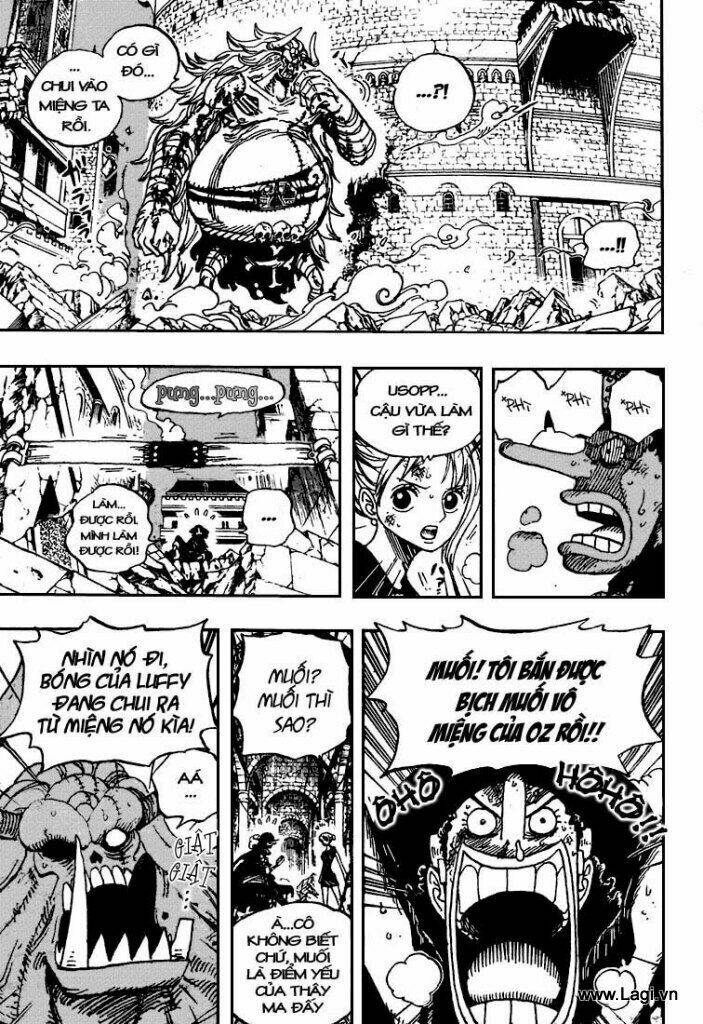 ...?!
CÓ GÌ
ĐÓ...
...
CHUI VÀO
MIỆNG TA
RỒI.
...!!
PHÌ
PHÌ
PHÌ
USOPP...
CẬU VỪA LÀM
GÌ THẾ?
PƯNG...PƯNG...
...
LÀM...
ĐƯỢC RỒI.
MÌNH LÀM
ĐƯỢC RỒI!
MUỐI! TÔI BẮN ĐƯỢC
BỊCH MUỐI VÔ
MIỆNG CỦA OZ RỒI!!
ÔHÔ
HÔHÔ!!!
MUỐI?
MUỐI THÌ
SAO?
À...CÔ
KHÔNG BIẾT
CHỨ, MUỐI
LÀ ĐIỂM YẾU
CỦA THÂY
MA ĐẤY
NHÌN NÓ ĐI,
BÓNG CỦA LUFFY
ĐANG CHUI RA
TỪ MIỆNG NÓ KÌA!
AÁ
...
GIẬT
GIẬT
...
www.Lagi.vn